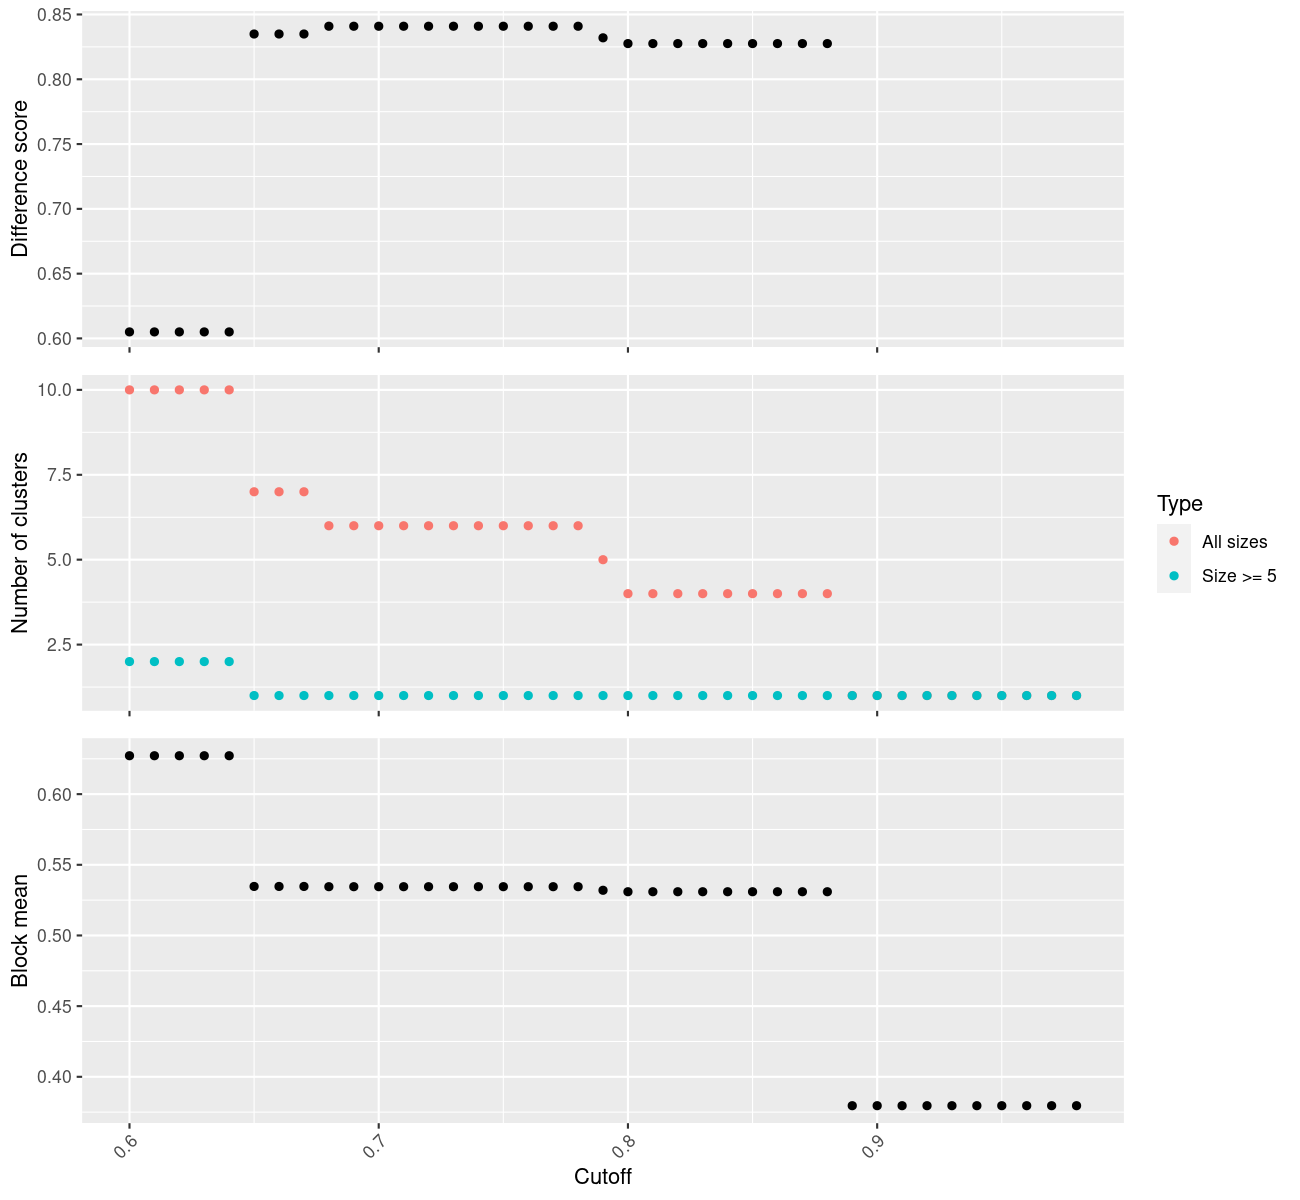 0.85
0.80
0.75
0.70
0.65
0.60
Difference score
10.0
7.5
5.0
2.5
Number of clusters
Type
All sizes
Size >= 5
0.60
0.55
0.50
0.45
0.40
Block mean
0.6 0.7 0.8 0.9
Cutoff